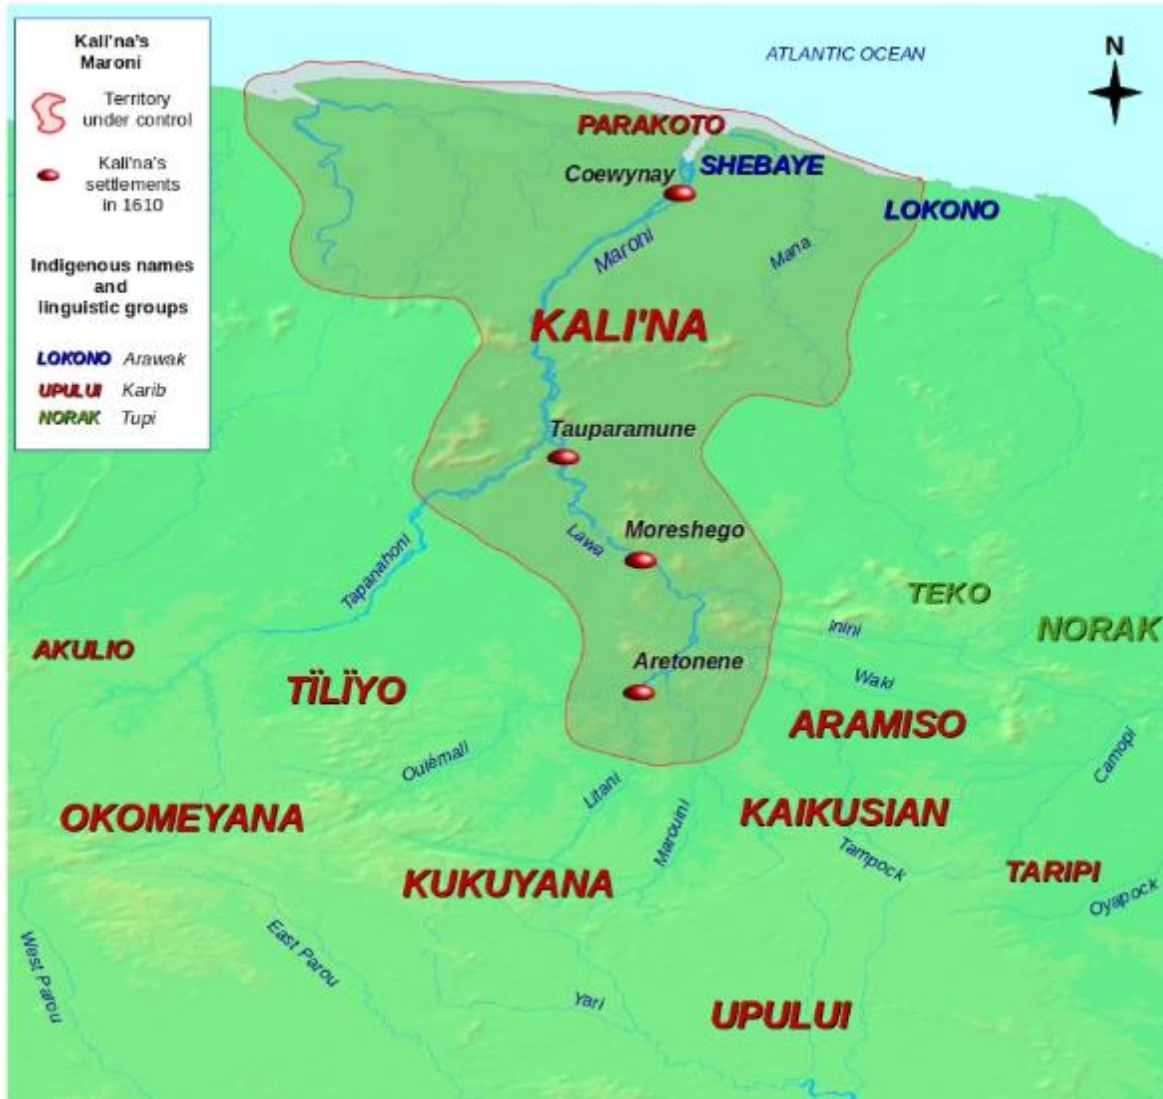 Kali'na's
Maroni
Territory
under control
Kali'na's
settlements
in 1610
Indigenous names
and
linguistic groups
LOKONO Arawak
UPULUI Karib
NORAK Tupi
ATLANTIC OCEAN
N
PARAKOTO
SHEBAYE
Coewynay
LOKONO
Maroni
Mana
KALI'NA
Tauparamune
Moreshego
Lawa
Tapanahoni
TEKO
NORAK
Inini
AKULIO
Aretonene
TÏLÏYO
Waki
ARAMISO
Camopi
Oulémali
Litani
OKOMEYANA
KAIKUSIAN
Marouini
Tampock
KUKUYANA
TARIPI
Oyapock
East Parou
West Parou
Yari
UPULUI